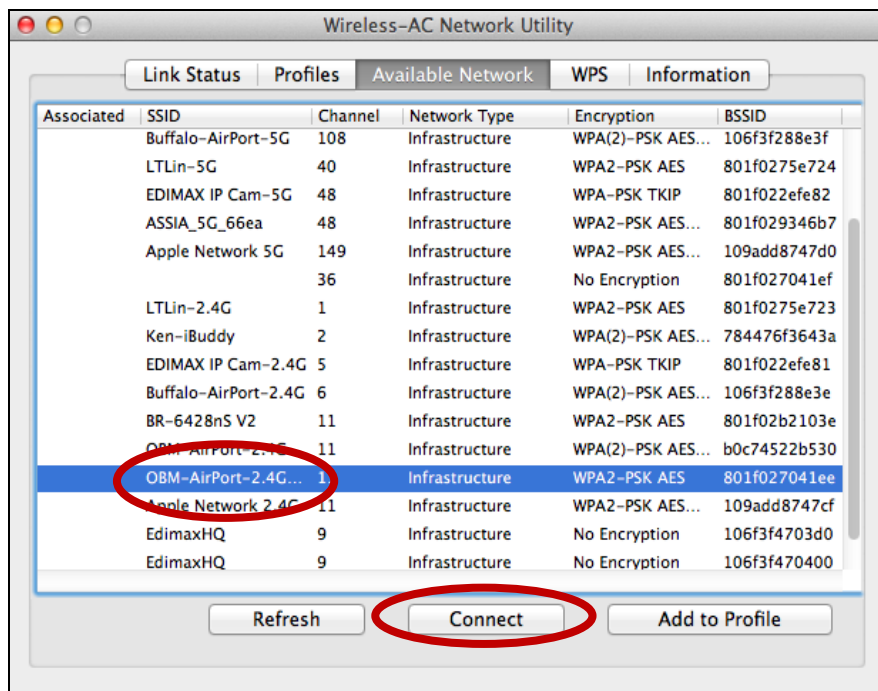 Wireless-AC Network Utility
Link Status Profiles Available Network WPS Information
Associated SSID Channel Network Type Encryption BSSID
Buffalo-AirPort-5G 108 Infrastructure WPA(2)-PSK AES... 106f3f288e3f
LTLin-5G 40 Infrastructure WPA2-PSK AES 801f0275e724
EDIMAX IP Cam-5G 48 Infrastructure WPA-PSK TKIP 801f022efe82
ASSIA_5G_66ea 48 Infrastructure WPA2-PSK AES... 801f029346b7
Apple Network 5G 149 Infrastructure WPA2-PSK AES... 109add8747d0
36 Infrastructure No Encryption 801f027041ef
LTLin-2.4G 1 Infrastructure WPA2-PSK AES 801f0275e723
Ken-iBuddy 2 Infrastructure WPA(2)-PSK AES... 784476f3643a
EDIMAX IP Cam-2.4G 5 Infrastructure WPA-PSK TKIP 801f022efe81
Buffalo-AirPort-2.4G 6 Infrastructure WPA(2)-PSK AES... 106f3f288e3e
BR-6428nS V2 11 Infrastructure WPA2-PSK AES 801f02b2103e
OBM-AirPort-2.4G 11 Infrastructure WPA(2)-PSK AES... b0c74522b530
OBM-AirPort-2.4G... Infrastructure WPA2-PSK AES 801f027041ee
Apple Network 2.4G 11 Infrastructure WPA2-PSK AES... 109add8747cf
EdimaxHQ 9 Infrastructure No Encryption 106f3f4703d0
EdimaxHQ 9 Infrastructure No Encryption 106f3f470400
Refresh Connect Add to Profile